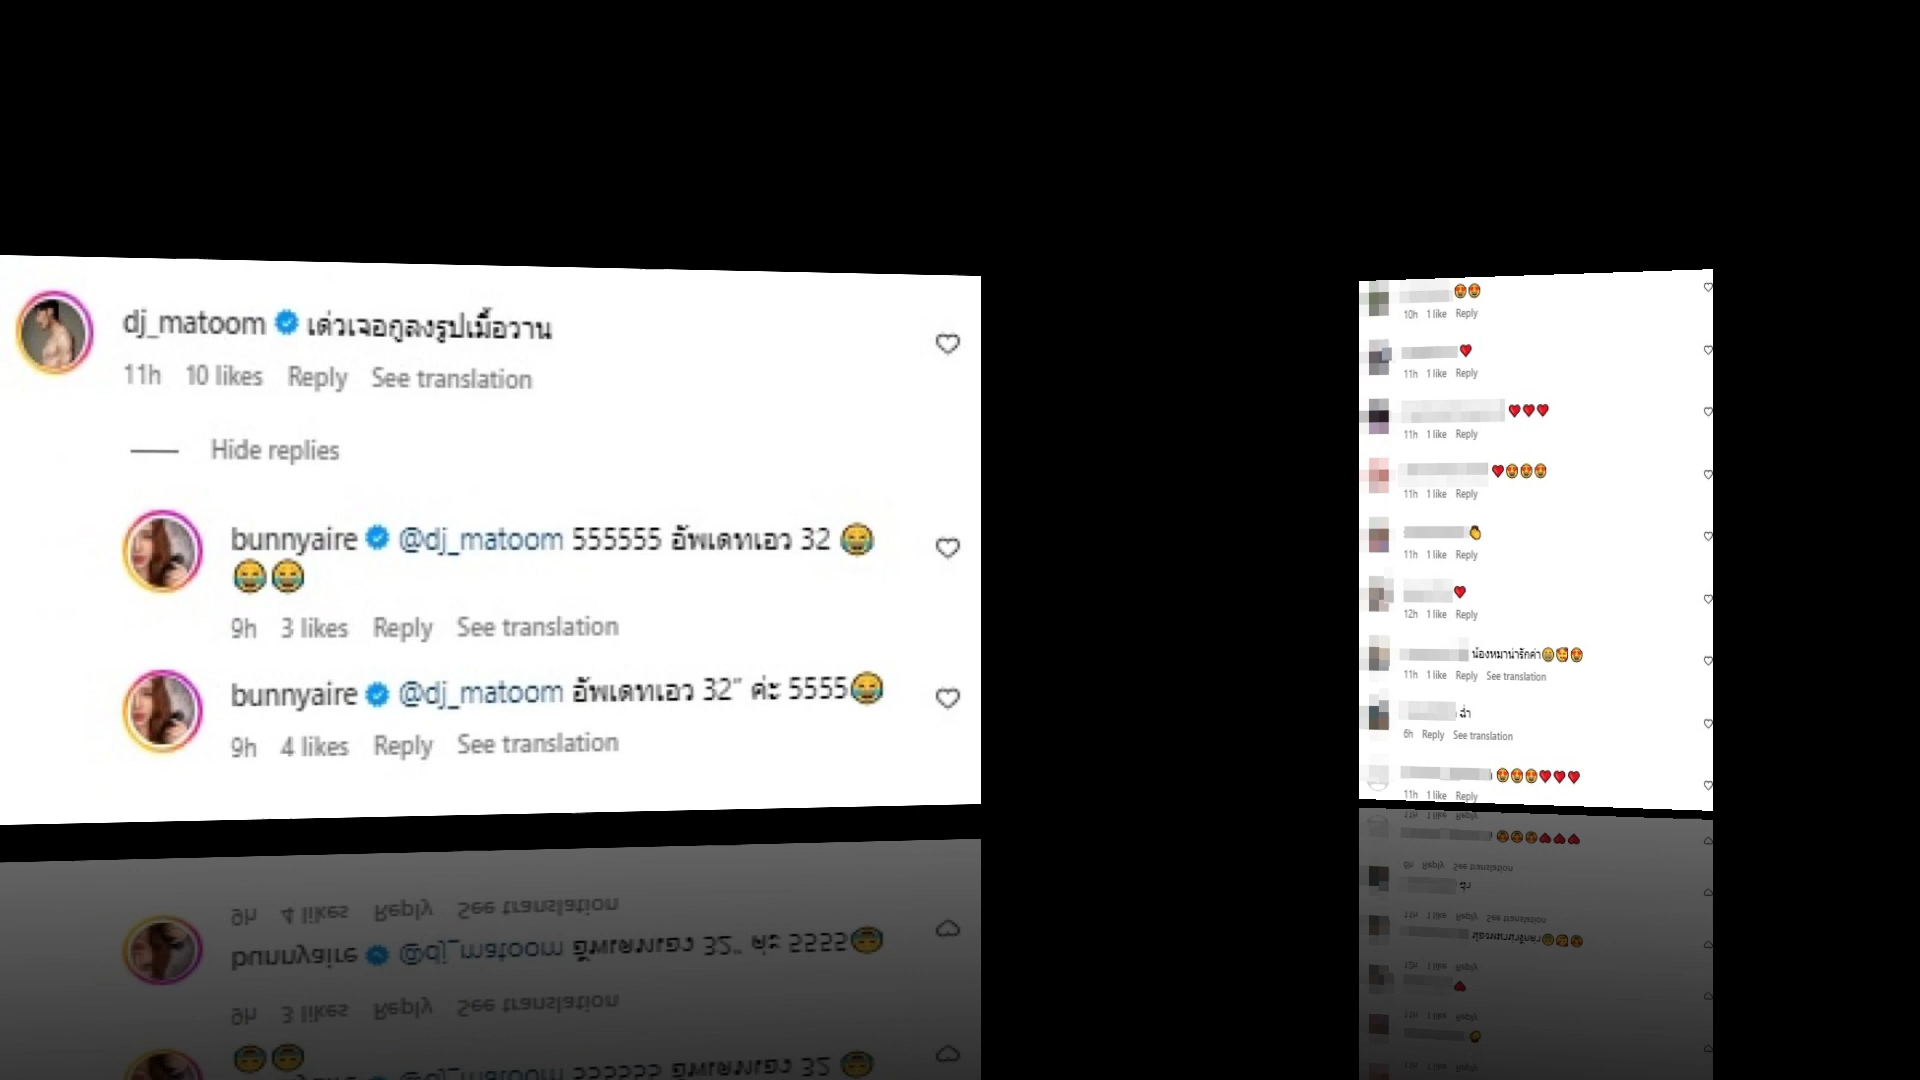 dj_matoom เด่วเจอกูลงรูปเมื้อวาน
11h 10 likes Reply See translation
Hide replies
bunnyaire @dj_matoom 555555 อัพเดทเอว 32 😂
😂😂
9h 3 likes Reply See translation
bunnyaire @dj_matoom อัพเดทเอว 32” ค่ะ 5555😂
9h 4 likes Reply See translation
😍😍
10h 1 like Reply
❤️
11h 1 like Reply
❤️❤️❤️
11h 1 like Reply
❤️😍😍😍
11h 1 like Reply
👏
11h 1 like Reply
❤️
12h 1 like Reply
น้องหมาน่ารักค่า😄🥰😍
11h 1 like Reply See translation
ฉ่ำ
6h Reply See translation
😍😍😍❤️❤️❤️
11h 1 like Reply